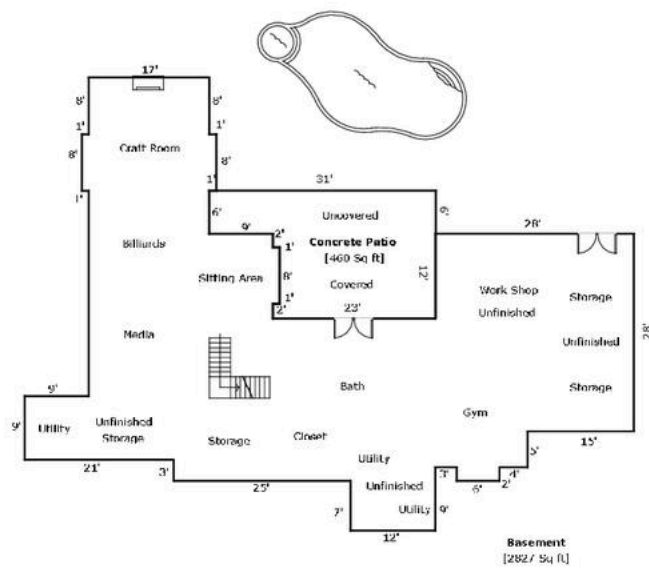 17'
8'
8'
1'
1'
Craft Room
8'
8'
1'
1'
31'
6'
Uncovered
6'
9'
2'
28'
Billiards
1'
Concrete Patio
[460 Sq ft]
Sitting Area
8'
Covered
12'
Work Shop
Storage
1'
23'
Unfinished
2'
Media
Unfinished
28'
Bath
Storage
9'
Gym
9'
Utility
Unfinished
Storage
Storage
Closet
15'
5'
21'
3'
Utility
3'
4'
25'
Unfinished
6'
2'
7'
Utility
9'
12'
Basement
[2827 Sq ft]